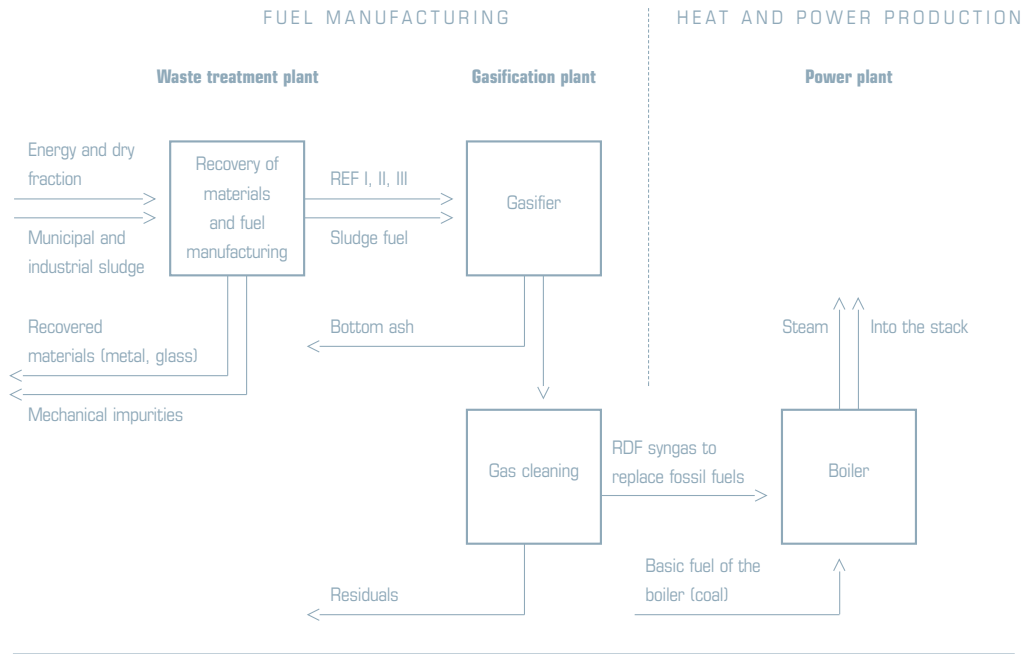 FUEL MANUFACTURING
HEAT AND POWER PRODUCTION
Waste treatment plant
Gasification plant
Power plant
Energy and dry
fraction
Municipal and
industrial sludge
Recovery of
materials
and fuel
manufacturing
REF I, II, III
Sludge fuel
Gasifier
Recovered
materials (metal, glass)
Mechanical impurities
Bottom ash
Steam
Into the stack
Gas cleaning
RDF syngas to
replace fossil fuels
Boiler
Residuals
Basic fuel of the
boiler (coal)